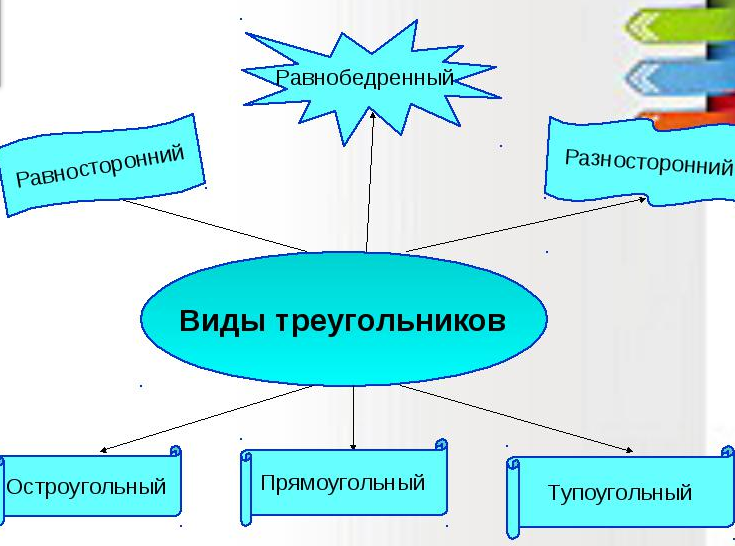 Равнобедренный
Равносторонний
Разносторонний
Виды треугольников
Остроугольный
Прямоугольный
Тупоугольный